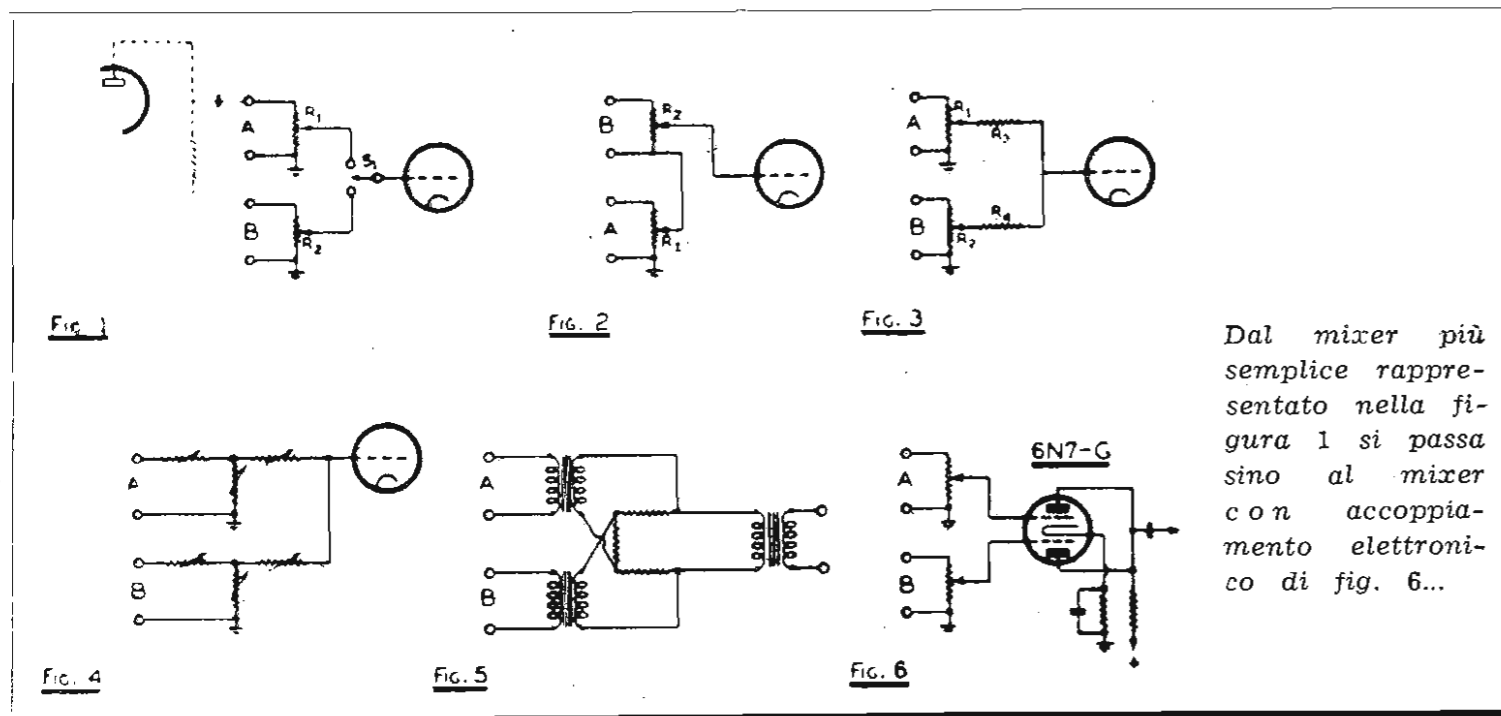 A
R1
S1
B
R2
Fig. 1
B
R2
A
R1
Fig. 2
A
R1
R3
B
R2
R4
Fig. 3
A
B
Fig. 4
A
B
Fig. 5
6N7-G
A
B
Fig. 6
Dal mixer più
semplice rappre-
sentato nella fi-
gura 1 si passa
sino al mixer
con accoppia-
mento elettroni-
co di fig. 6...